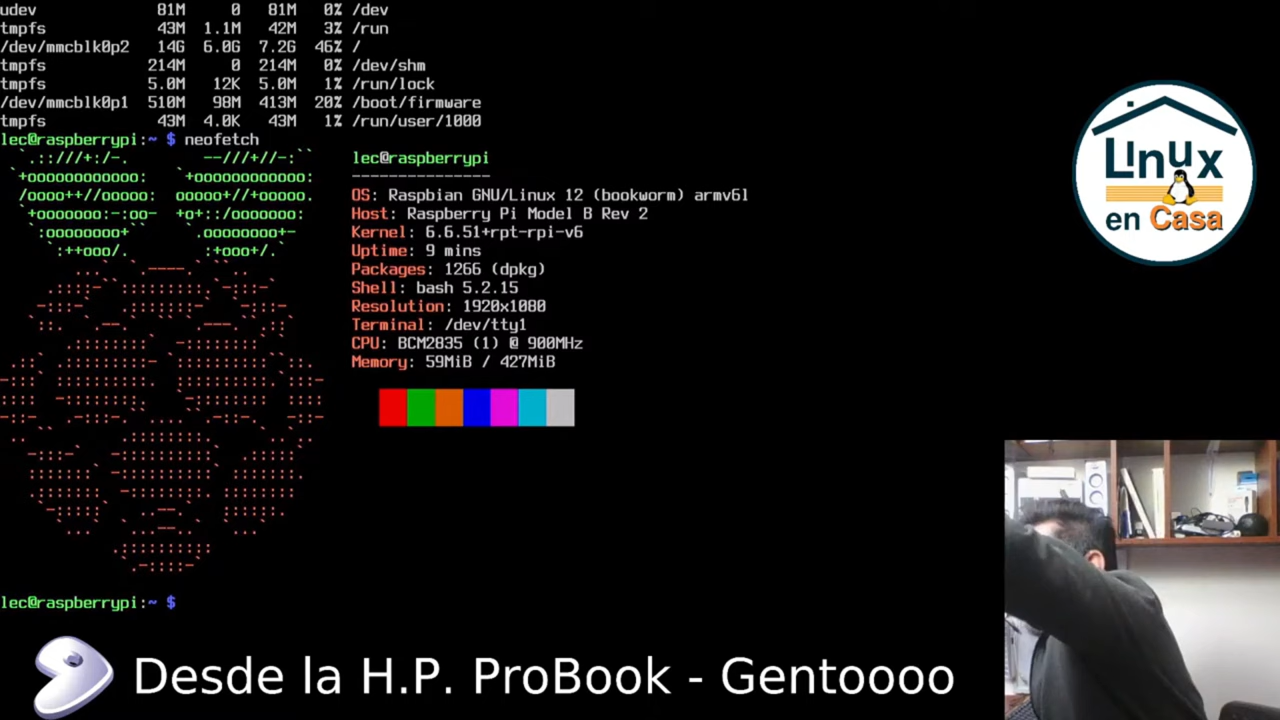 udev 81M 0 81M 0% /dev
tmpfs 43M 1.1M 42M 3% /run
/dev/mmcblk0p2 14G 6.0G 7.2G 46% /
tmpfs 214M 0 214M 0% /dev/shm
tmpfs 5.0M 12K 5.0M 1% /run/lock
/dev/mmcblk0p1 510M 98M 413M 20% /boot/firmware
tmpfs 43M 4.0K 43M 1% /run/user/1000
lec@raspberrypi:~ $ neofetch
lec@raspberrypi
---------------
OS: Raspbian GNU/Linux 12 (bookworm) armv6l
Host: Raspberry Pi Model B Rev 2
Kernel: 6.6.51+rpt-rpi-v6
Uptime: 9 mins
Packages: 1266 (dpkg)
Shell: bash 5.2.15
Resolution: 1920x1080
Terminal: /dev/tty1
CPU: BCM2835 (1) @ 900MHz
Memory: 59MiB / 427MiB
lec@raspberrypi:~ $
Linux
en Casa
Desde la H.P. ProBook - Gentoooo